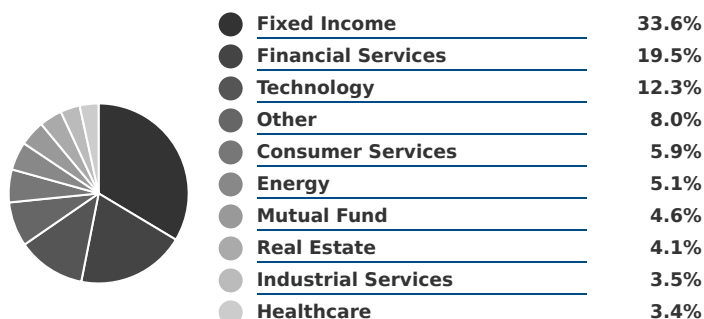 Fixed Income 33.6%
Financial Services 19.5%
Technology 12.3%
Other 8.0%
Consumer Services 5.9%
Energy 5.1%
Mutual Fund 4.6%
Real Estate 4.1%
Industrial Services 3.5%
Healthcare 3.4%